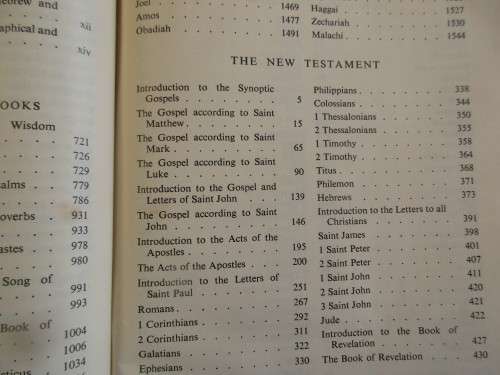 ebrew and
xii
aphical and
xiv
OOKS
Wisdom
721
726
729
alms . . 779
786
overbs . 931
933
astes . . 978
980
Song of
991
993
Book of
1004
1006
1034
Joel . . . 1469
Amos . . . 1477
Obadiah . . . 1491
Haggai . . . 1527
Zechariah . . . 1530
Malachi . . . 1544
THE NEW TESTAMENT
Introduction to the Synoptic
Gospels . . . 5
The Gospel according to Saint
Matthew . . . 15
The Gospel according to Saint
Mark . . . 65
The Gospel according to Saint
Luke . . . 90
Introduction to the Gospel and
Letters of Saint John . . 139
The Gospel according to Saint
John . . . 146
Introduction to the Acts of the
Apostles . . . 195
The Acts of the Apostles . . 200
Introduction to the Letters of
Saint Paul . . . 251
Romans . . . 267
1 Corinthians . . . 292
2 Corinthians . . . 311
Galatians . . . 322
Ephesians . . . 330
Philippians . . . 338
Colossians . . . 344
1 Thessalonians . . . 350
2 Thessalonians . . . 355
1 Timothy . . . 358
2 Timothy . . . 364
Titus . . . 368
Philemon . . . 371
Hebrews . . . 373
Introduction to the Letters to all
Christians . . . 391
Saint James . . . 398
1 Saint Peter . . . 401
2 Saint Peter . . . 407
1 Saint John . . . 411
2 Saint John . . . 420
3 Saint John . . . 421
Jude . . . 422
Introduction to the Book of
Revelation . . . 427
The Book of Revelation . . 430